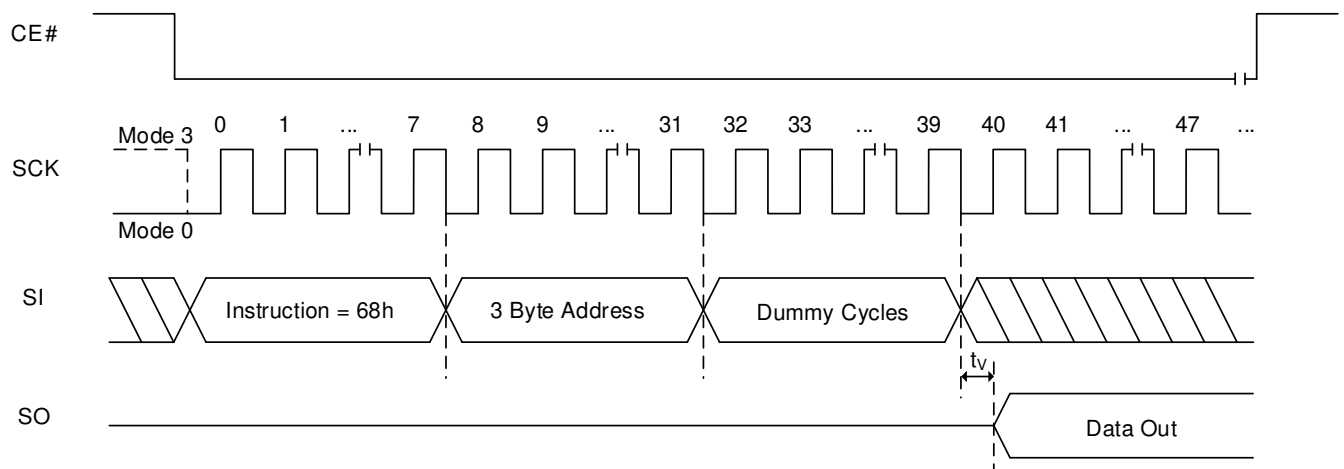 CE#
0 1 ... 7 8 9 ... 31 32 33 ... 39 40 41 ... 47 ...
Mode 3
SCK
Mode 0
SI
Instruction = 68h
3 Byte Address
Dummy Cycles
tV
SO
Data Out